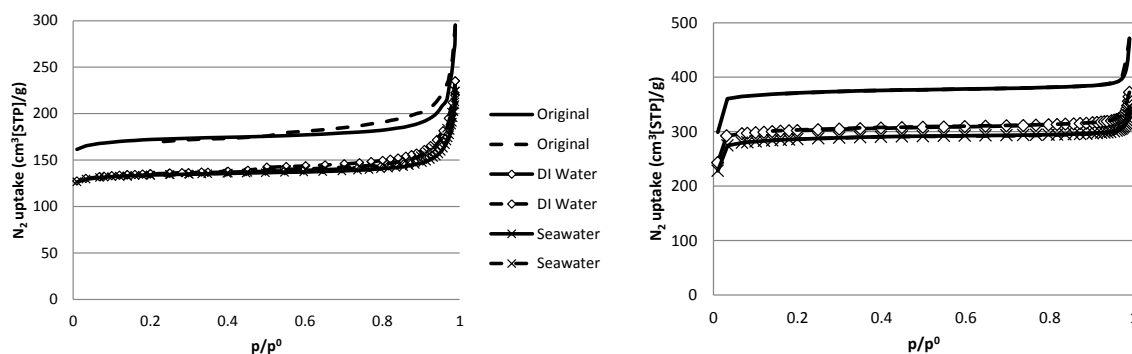 300
250
200
150
100
50
0
N₂ uptake (cm³[STP]/g)
0 0.2 0.4 0.6 0.8 1
p/p⁰
Original
Original
DI Water
DI Water
Seawater
Seawater
500
400
300
200
100
0
N₂ uptake (cm³[STP]/g)
0 0.2 0.4 0.6 0.8 1
p/p⁰